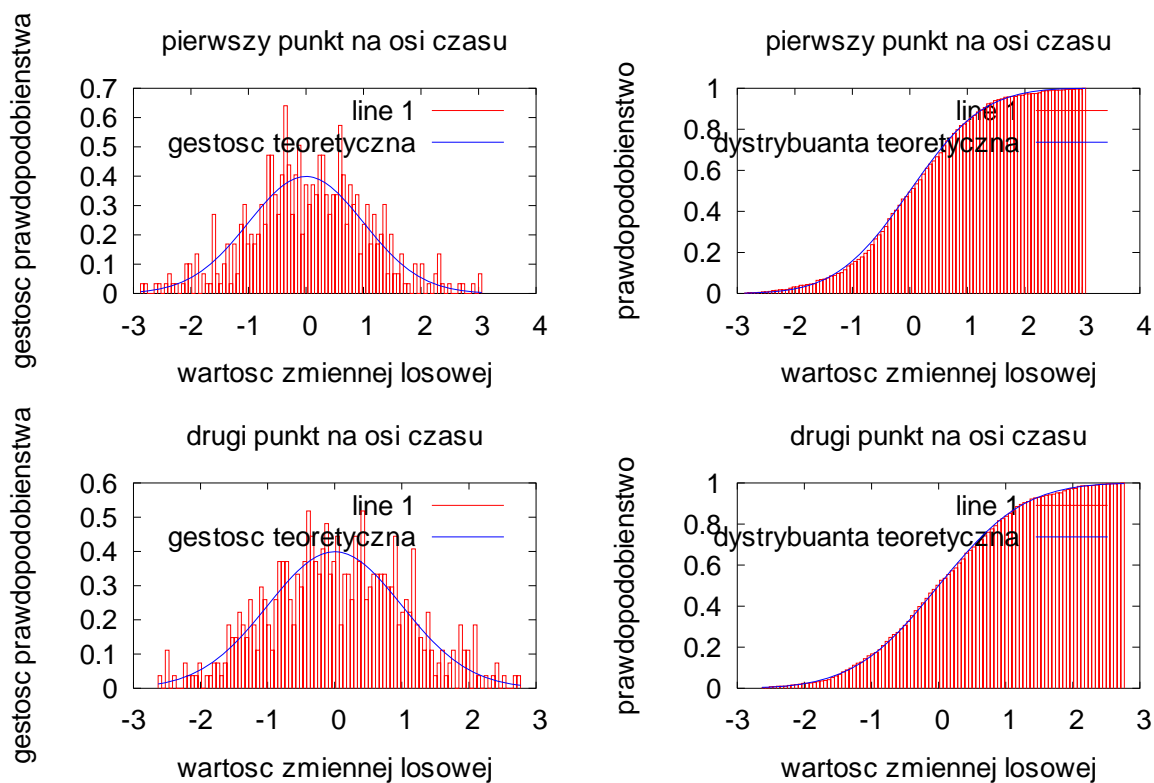 pierwszy punkt na osi czasu
gestosc prawdopodobienstwa
0.7
0.6
0.5
0.4
0.3
0.2
0.1
0
line 1
gestosc teoretyczna
-3 -2 -1 0 1 2 3 4
wartosc zmiennej losowej
pierwszy punkt na osi czasu
prawdopodobienstwo
1
0.8
0.6
0.4
0.2
0
line 1
dystrybuanta teoretyczna
-3 -2 -1 0 1 2 3 4
wartosc zmiennej losowej
drugi punkt na osi czasu
gestosc prawdopodobienstwa
0.6
0.5
0.4
0.3
0.2
0.1
0
line 1
gestosc teoretyczna
-3 -2 -1 0 1 2 3
wartosc zmiennej losowej
drugi punkt na osi czasu
prawdopodobienstwo
1
0.8
0.6
0.4
0.2
0
line 1
dystrybuanta teoretyczna
-3 -2 -1 0 1 2 3
wartosc zmiennej losowej